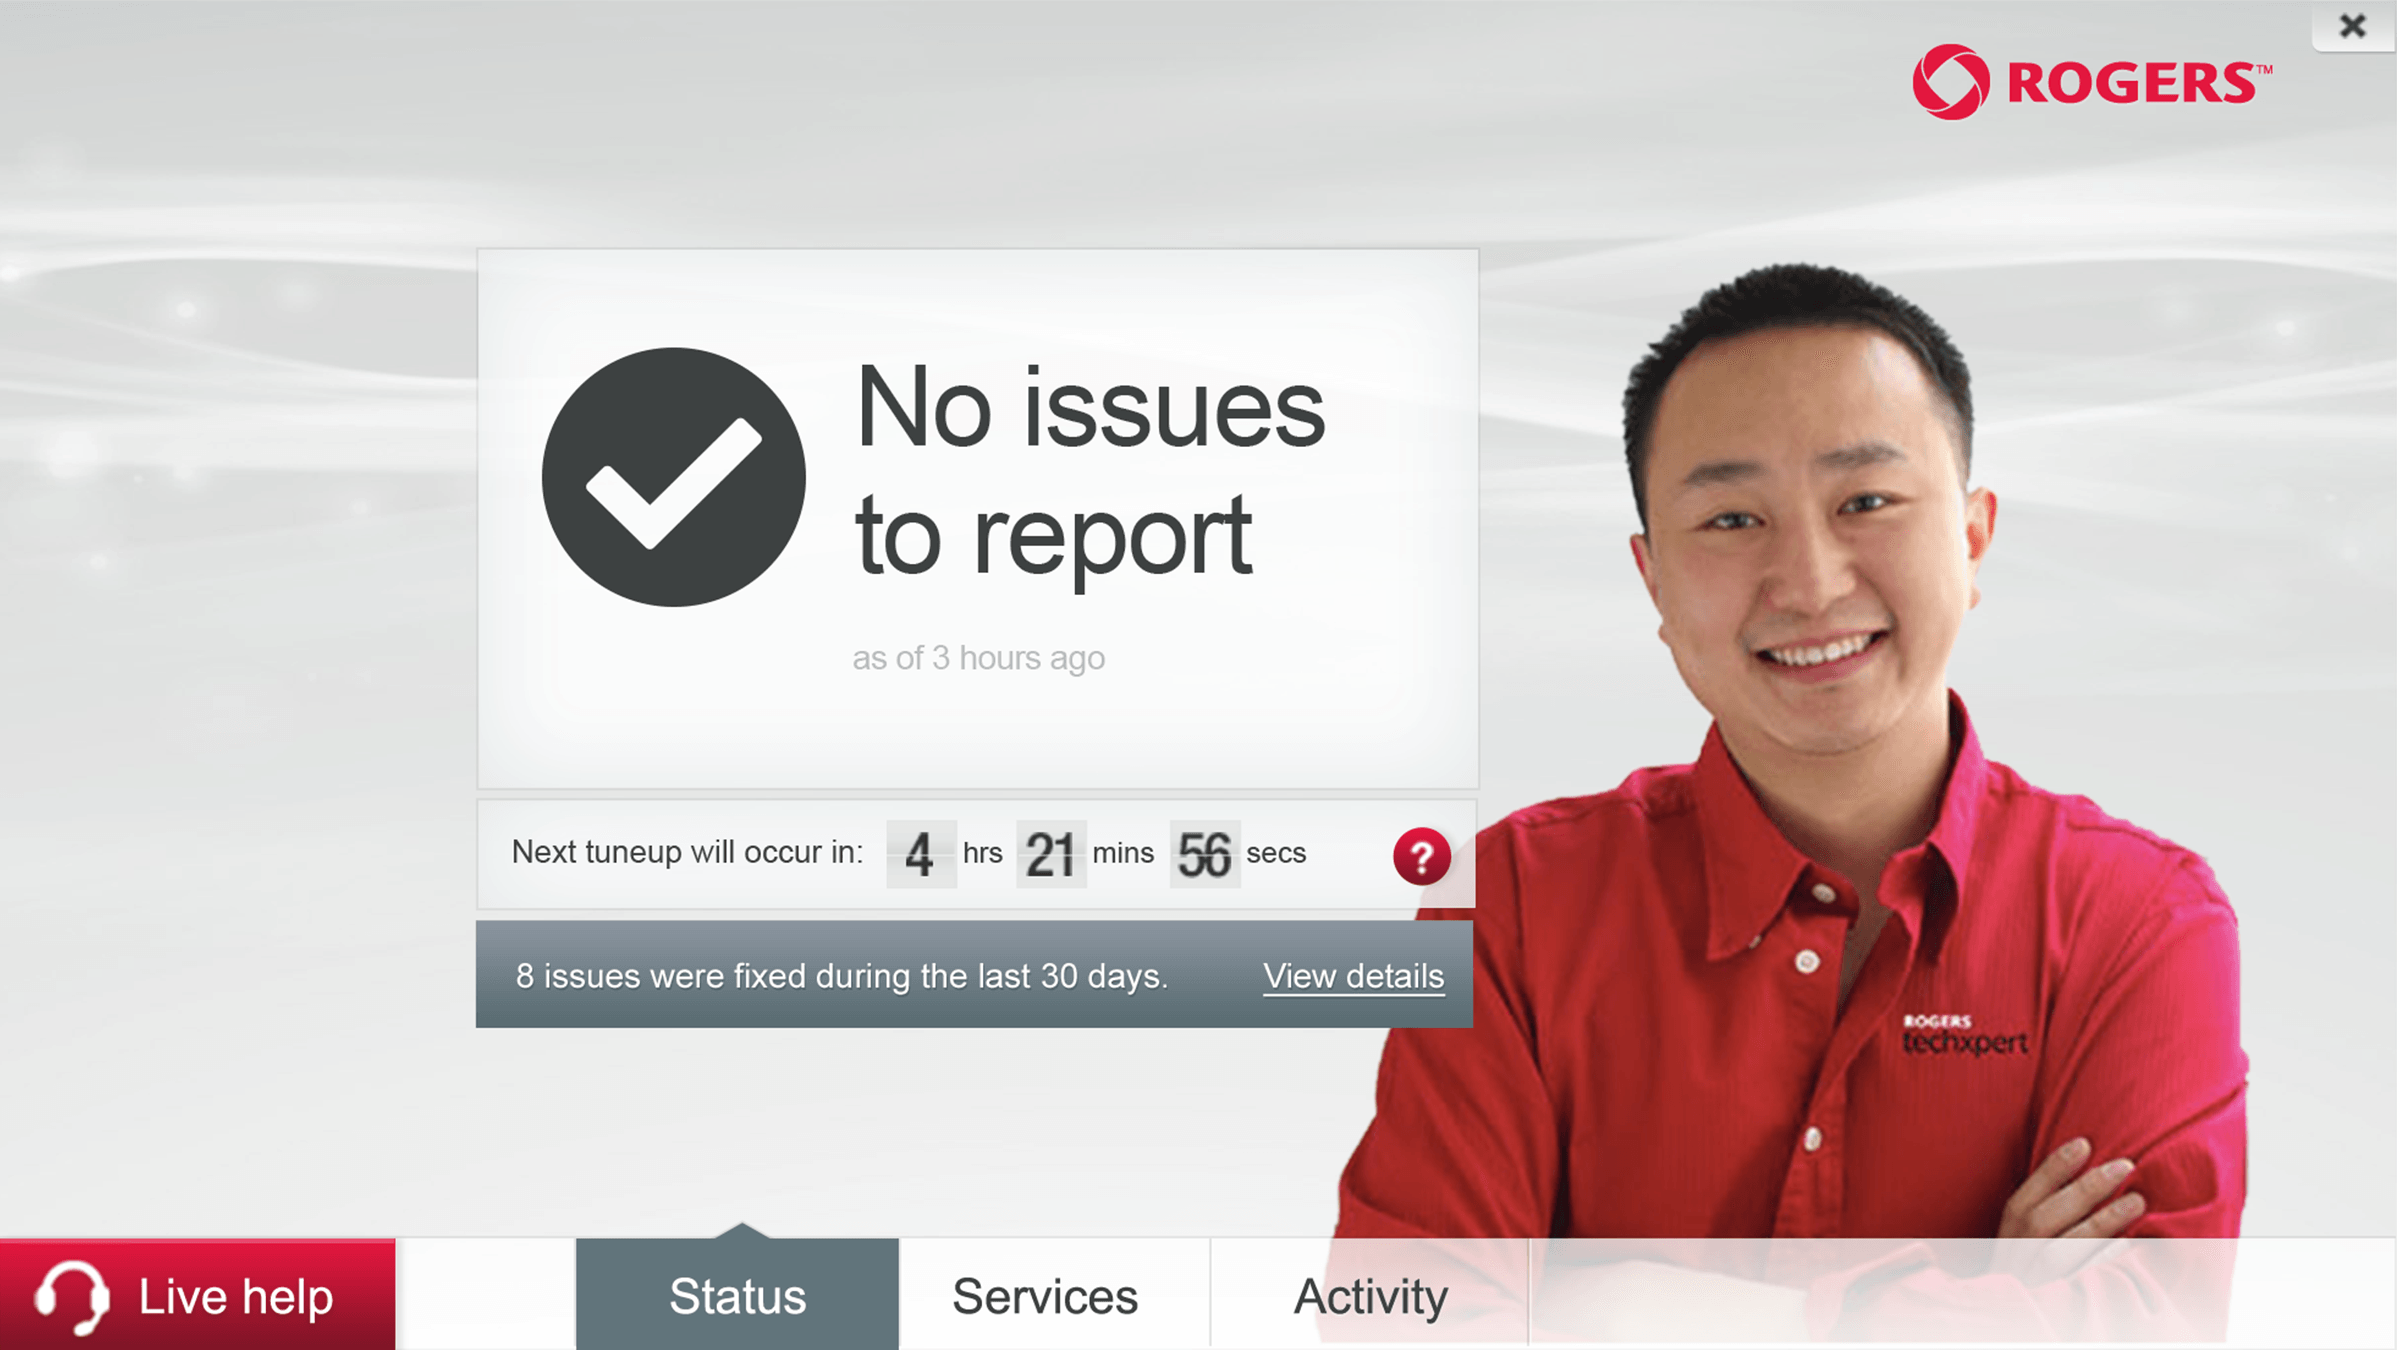 ROGERS™
No issues
to report
as of 3 hours ago
Next tuneup will occur in: 4 hrs 21 mins 56 secs ?
8 issues were fixed during the last 30 days. View details
ROGERS
techxpert
Live help Status Services Activity